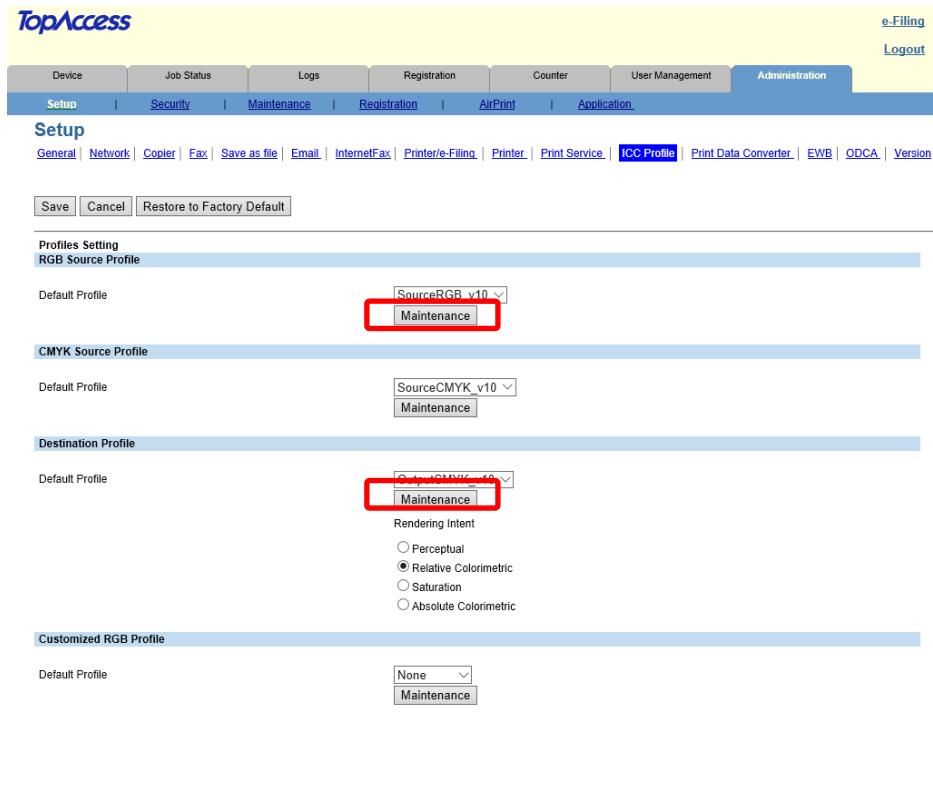 TopAccess
e-Filing
Logout
Device Job Status Logs Registration Counter User Management Administration
Setup | Security | Maintenance | Registration | AirPrint | Application
Setup
General | Network | Copier | Fax | Save as file | Email | InternetFax | Printer/e-Filing | Printer | Print Service | ICC Profile | Print Data Converter | EWB | ODCA | Version
Save Cancel Restore to Factory Default
Profiles Setting
RGB Source Profile
Default Profile SourceRGB_v10
Maintenance
CMYK Source Profile
Default Profile SourceCMYK_v10
Maintenance
Destination Profile
Default Profile OutputCMYK_v10
Maintenance
Rendering Intent
Perceptual
Relative Colorimetric
Saturation
Absolute Colorimetric
Customized RGB Profile
Default Profile None
Maintenance